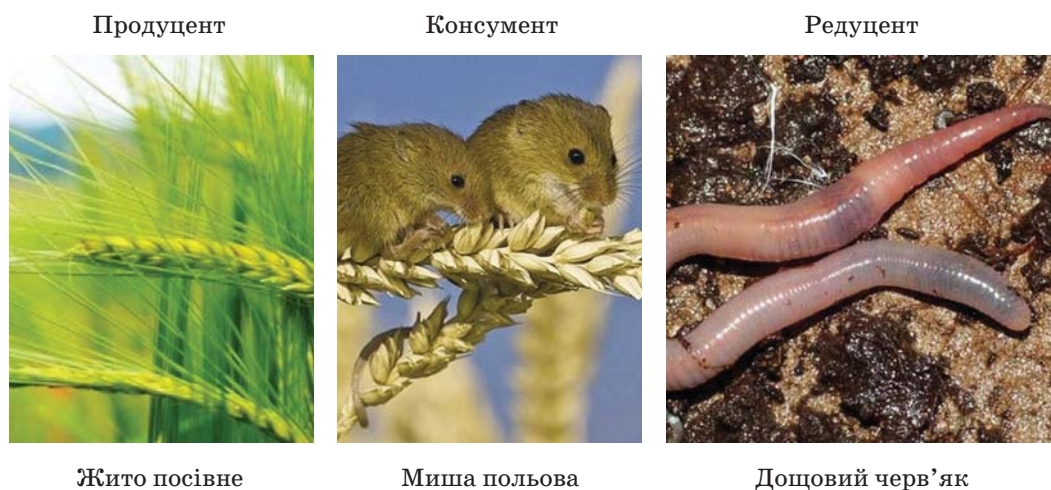 Продуцент
Консумент
Редуцент
Жито посівне
Миша польова
Дощовий черв’як